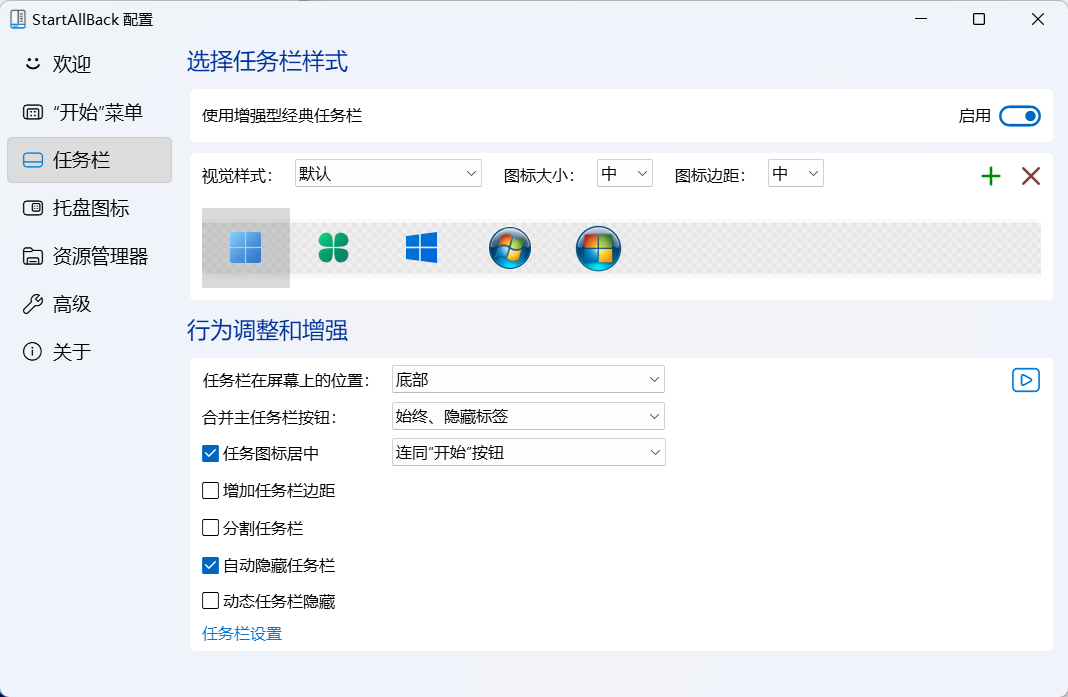 StartAllBack 配置
欢迎
“开始”菜单
任务栏
托盘图标
资源管理器
高级
关于
选择任务栏样式
使用增强型经典任务栏 启用
视觉样式： 默认 图标大小： 中 图标边距： 中
行为调整和增强
任务栏在屏幕上的位置： 底部
合并主任务栏按钮： 始终、隐藏标签
任务图标居中 连同“开始”按钮
增加任务栏边距
分割任务栏
自动隐藏任务栏
动态任务栏隐藏
任务栏设置